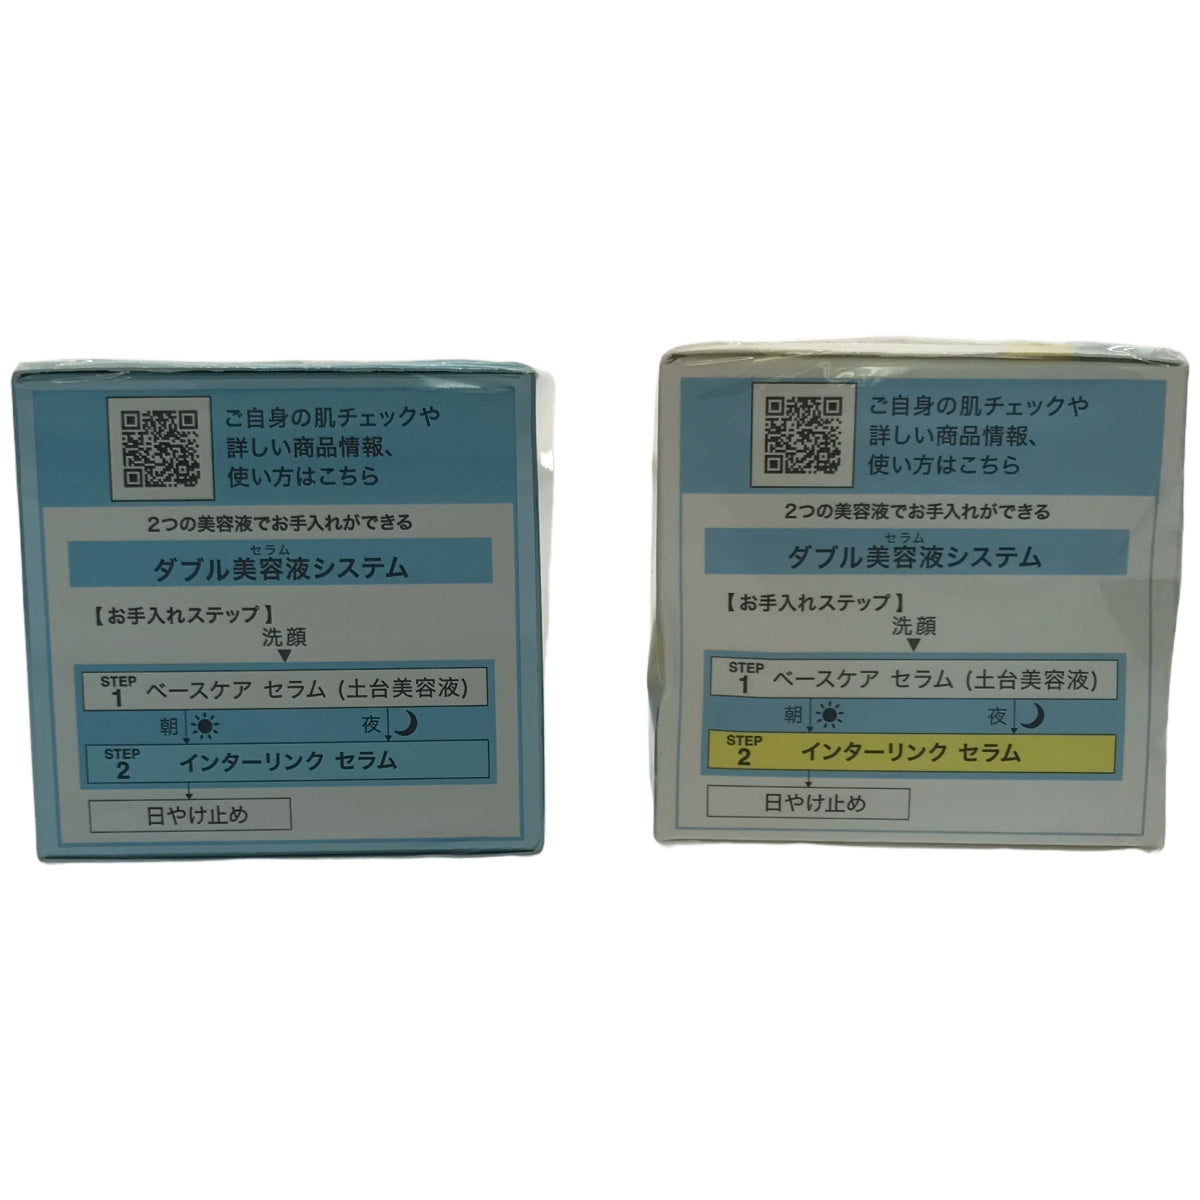 ご自身の肌チェックや
詳しい商品情報、
使い方はこちら
2つの美容液でお手入れができる
セラム
ダブル美容液システム
【お手入れステップ】
洗顔
STEP
1 ベースケア セラム (土台美容液)
朝 夜
STEP
2 インターリンク セラム
日やけ止め
ご自身の肌チェックや
詳しい商品情報、
使い方はこちら
2つの美容液でお手入れができる
セラム
ダブル美容液システム
【お手入れステップ】
洗顔
STEP
1 ベースケア セラム (土台美容液)
朝 夜
STEP
2 インターリンク セラム
日やけ止め